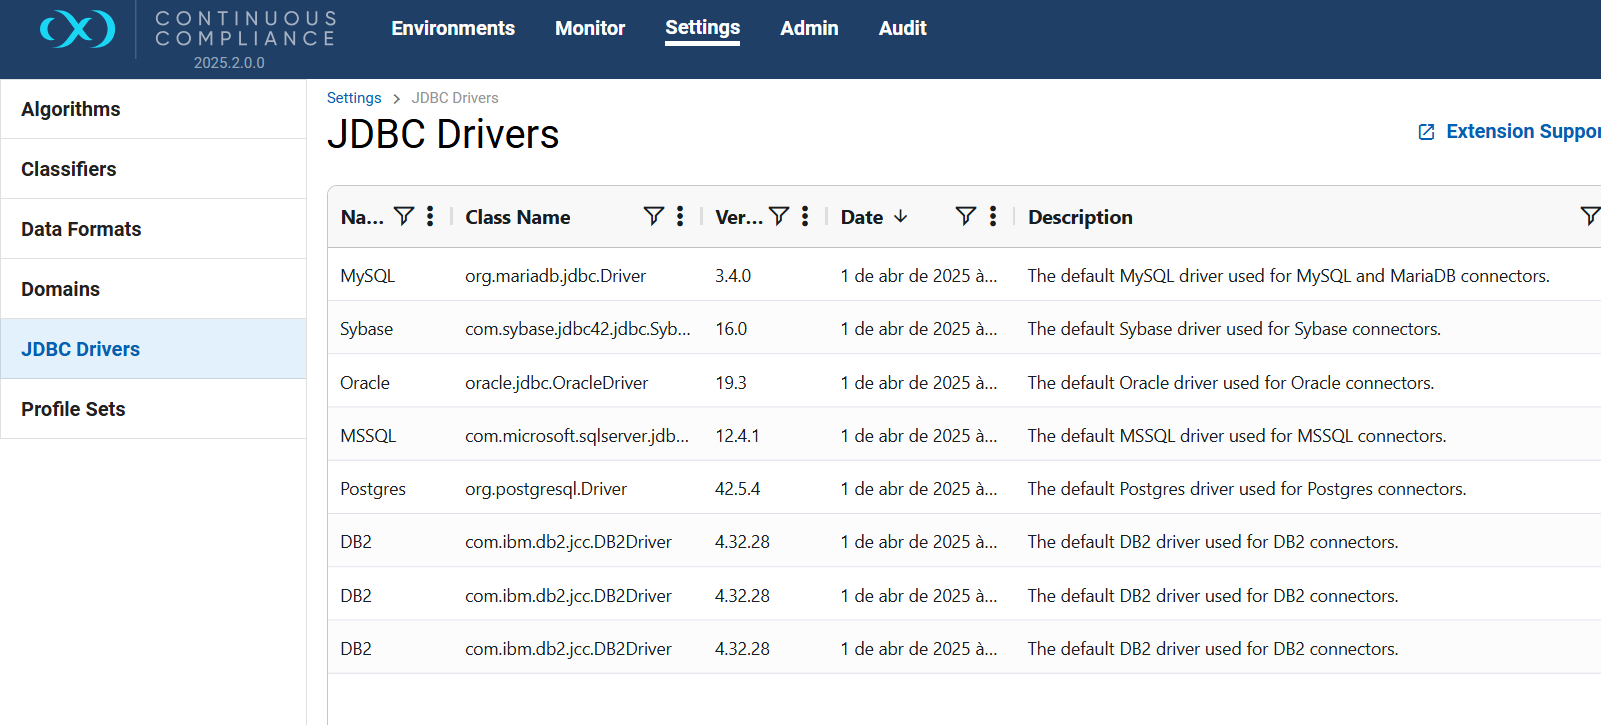 CONTINUOUS
COMPLIANCE
2025.2.0.0
Environments Monitor Settings Admin Audit
Algorithms
Classifiers
Data Formats
Domains
JDBC Drivers
Profile Sets
Settings > JDBC Drivers
JDBC Drivers
Extension Suppor
Na... Class Name Ver... Date ↓ Description
MySQL org.mariadb.jdbc.Driver 3.4.0 1 de abr de 2025 à... The default MySQL driver used for MySQL and MariaDB connectors.
Sybase com.sybase.jdbc42.jdbc.Syb... 16.0 1 de abr de 2025 à... The default Sybase driver used for Sybase connectors.
Oracle oracle.jdbc.OracleDriver 19.3 1 de abr de 2025 à... The default Oracle driver used for Oracle connectors.
MSSQL com.microsoft.sqlserver.jdb... 12.4.1 1 de abr de 2025 à... The default MSSQL driver used for MSSQL connectors.
Postgres org.postgresql.Driver 42.5.4 1 de abr de 2025 à... The default Postgres driver used for Postgres connectors.
DB2 com.ibm.db2.jcc.DB2Driver 4.32.28 1 de abr de 2025 à... The default DB2 driver used for DB2 connectors.
DB2 com.ibm.db2.jcc.DB2Driver 4.32.28 1 de abr de 2025 à... The default DB2 driver used for DB2 connectors.
DB2 com.ibm.db2.jcc.DB2Driver 4.32.28 1 de abr de 2025 à... The default DB2 driver used for DB2 connectors.